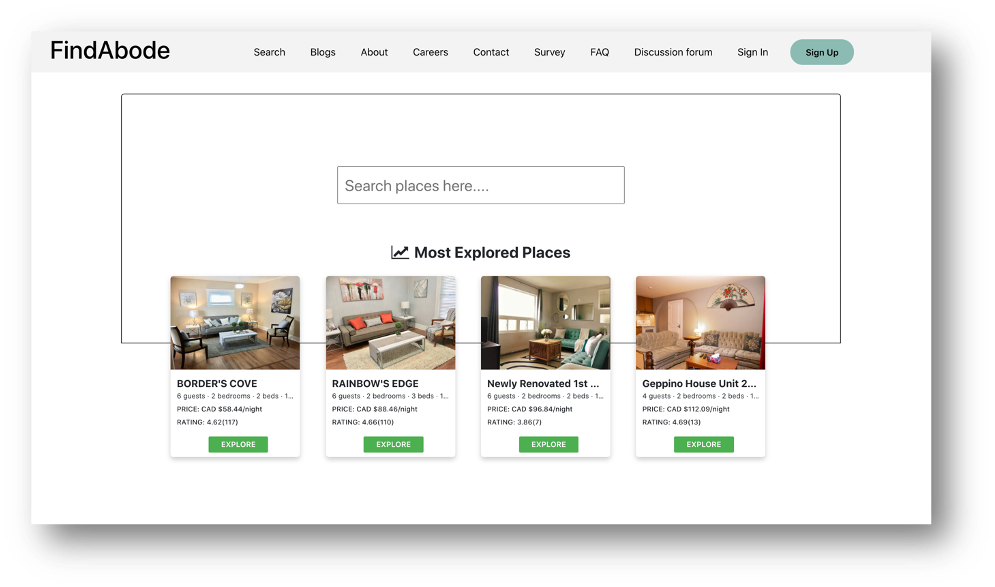 FindAbode
Search Blogs About Careers Contact Survey FAQ Discussion forum Sign In Sign Up
Search places here....
Most Explored Places
BORDER'S COVE
6 guests · 2 bedrooms · 2 beds · 1...
PRICE: CAD $58.44/night
RATING: 4.62(117)
EXPLORE
RAINBOW'S EDGE
6 guests · 2 bedrooms · 3 beds · 1...
PRICE: CAD $88.46/night
RATING: 4.66(110)
EXPLORE
Newly Renovated 1st ...
6 guests · 2 bedrooms · 2 beds · 1...
PRICE: CAD $96.84/night
RATING: 3.86(7)
EXPLORE
Geppino House Unit 2...
4 guests · 2 bedrooms · 2 beds · 1...
PRICE: CAD $112.09/night
RATING: 4.69(13)
EXPLORE